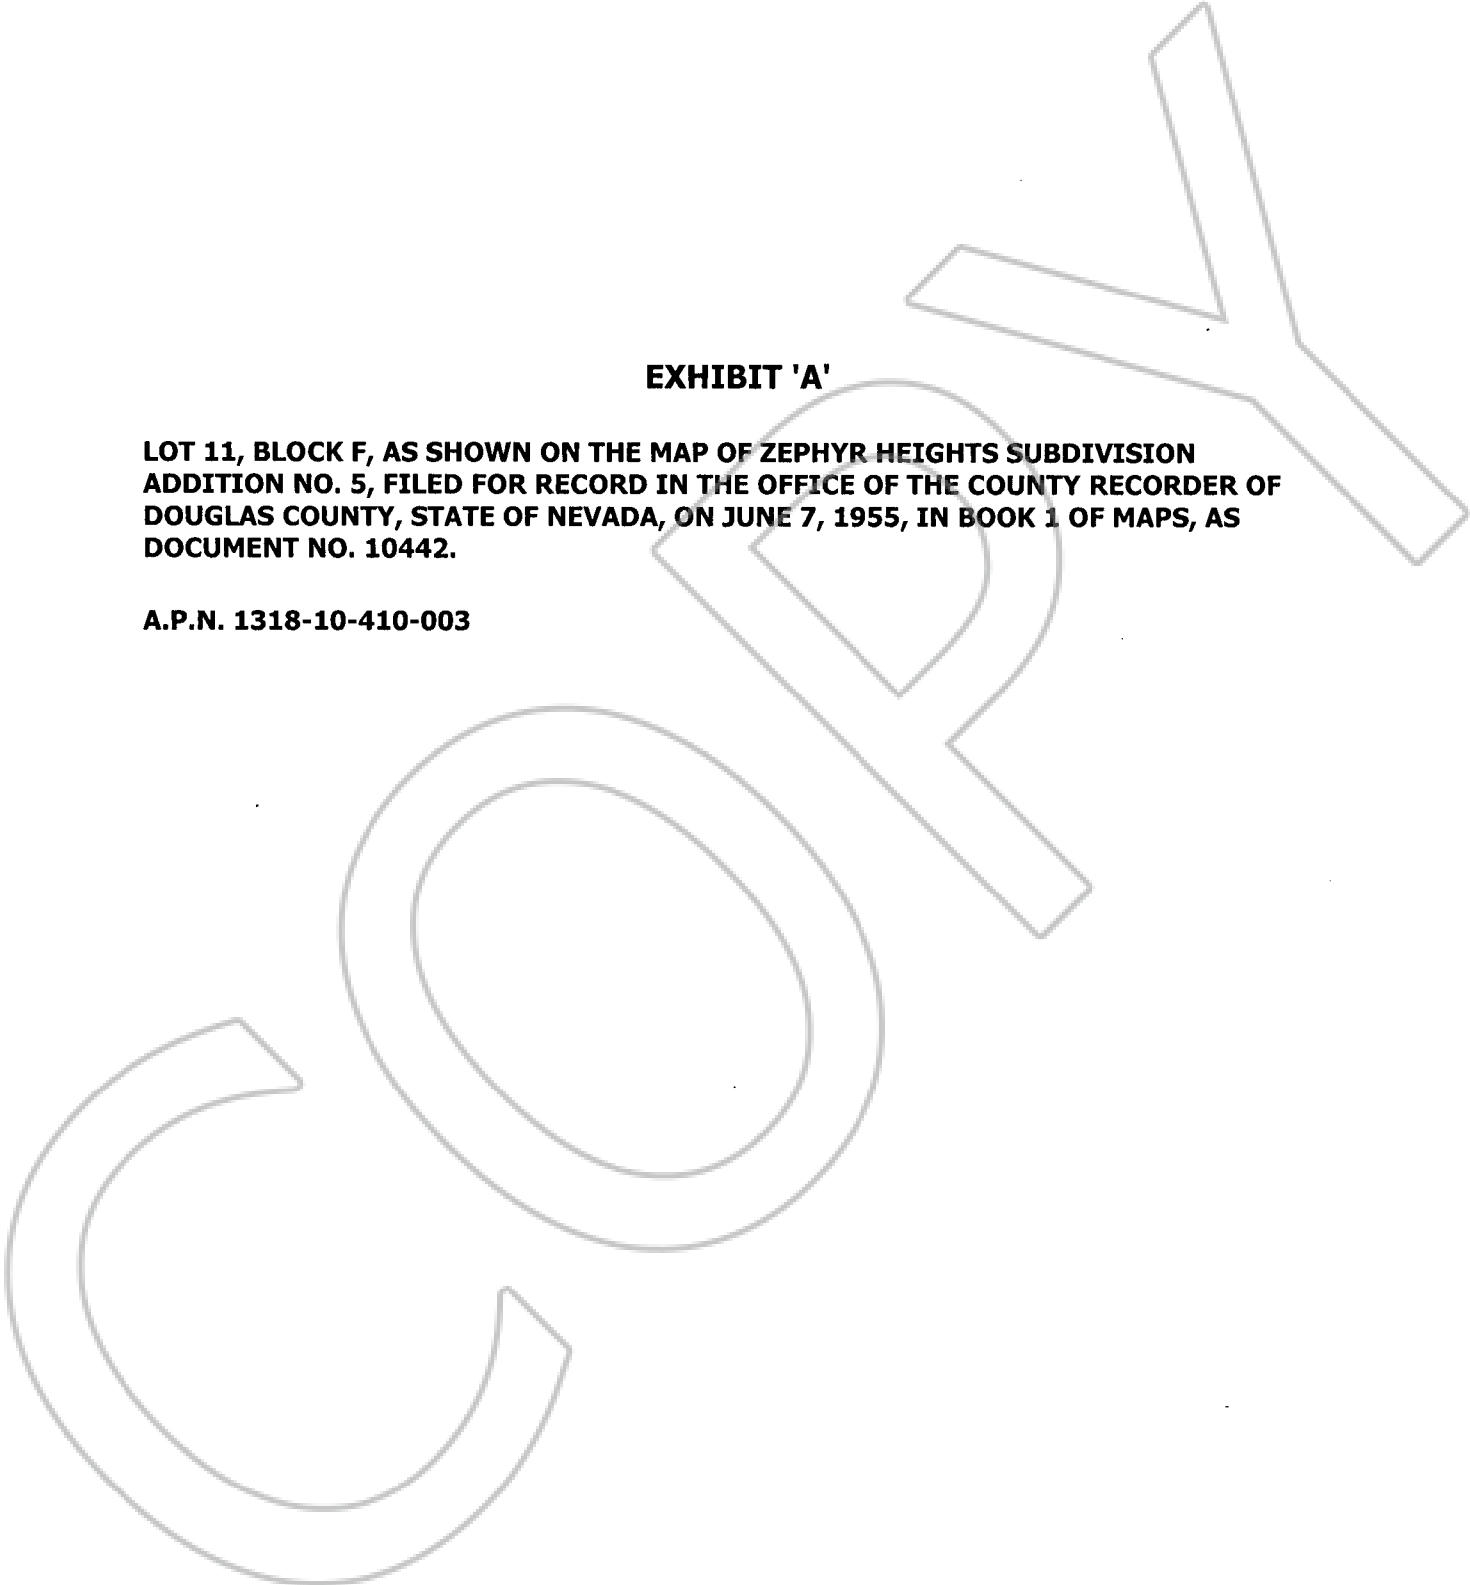 EXHIBIT 'A'
LOT 11, BLOCK F, AS SHOWN ON THE MAP OF ZEPHYR HEIGHTS SUBDIVISION
ADDITION NO. 5, FILED FOR RECORD IN THE OFFICE OF THE COUNTY RECORDER OF
DOUGLAS COUNTY, STATE OF NEVADA, ON JUNE 7, 1955, IN BOOK 1 OF MAPS, AS
DOCUMENT NO. 10442.
A.P.N. 1318-10-410-003
COPY